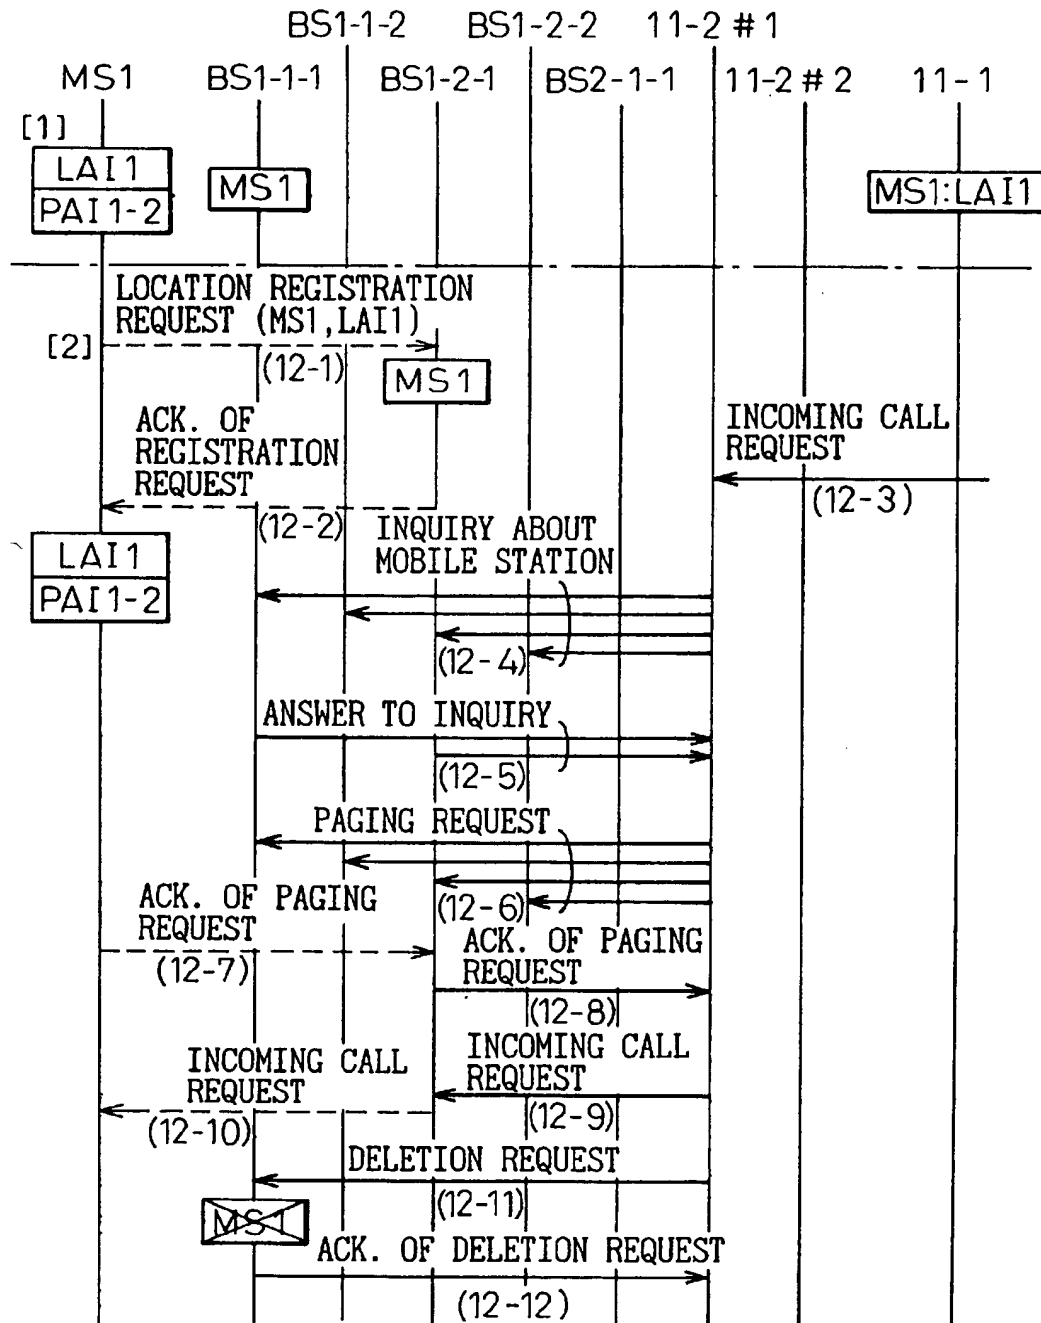 BS1-1-2 BS1-2-2 11-2 # 1
MS1 BS1-1-1 BS1-2-1 BS2-1-1 11-2 # 2 11-1
[1]
LAI1
PAI1-2
MS1
MS1:LAI1
LOCATION REGISTRATION
REQUEST (MS1,LAI1)
[2]
(12-1)
MS1
ACK. OF
REGISTRATION
REQUEST
(12-2)
INCOMING CALL
REQUEST
(12-3)
LAI1
PAI1-2
INQUIRY ABOUT
MOBILE STATION
(12-4)
ANSWER TO INQUIRY
(12-5)
PAGING REQUEST
(12-6)
ACK. OF PAGING
REQUEST
(12-7)
ACK. OF PAGING
REQUEST
(12-8)
INCOMING CALL
REQUEST
(12-9)
INCOMING CALL
REQUEST
(12-10)
DELETION REQUEST
(12-11)
MS1
ACK. OF DELETION REQUEST
(12-12)